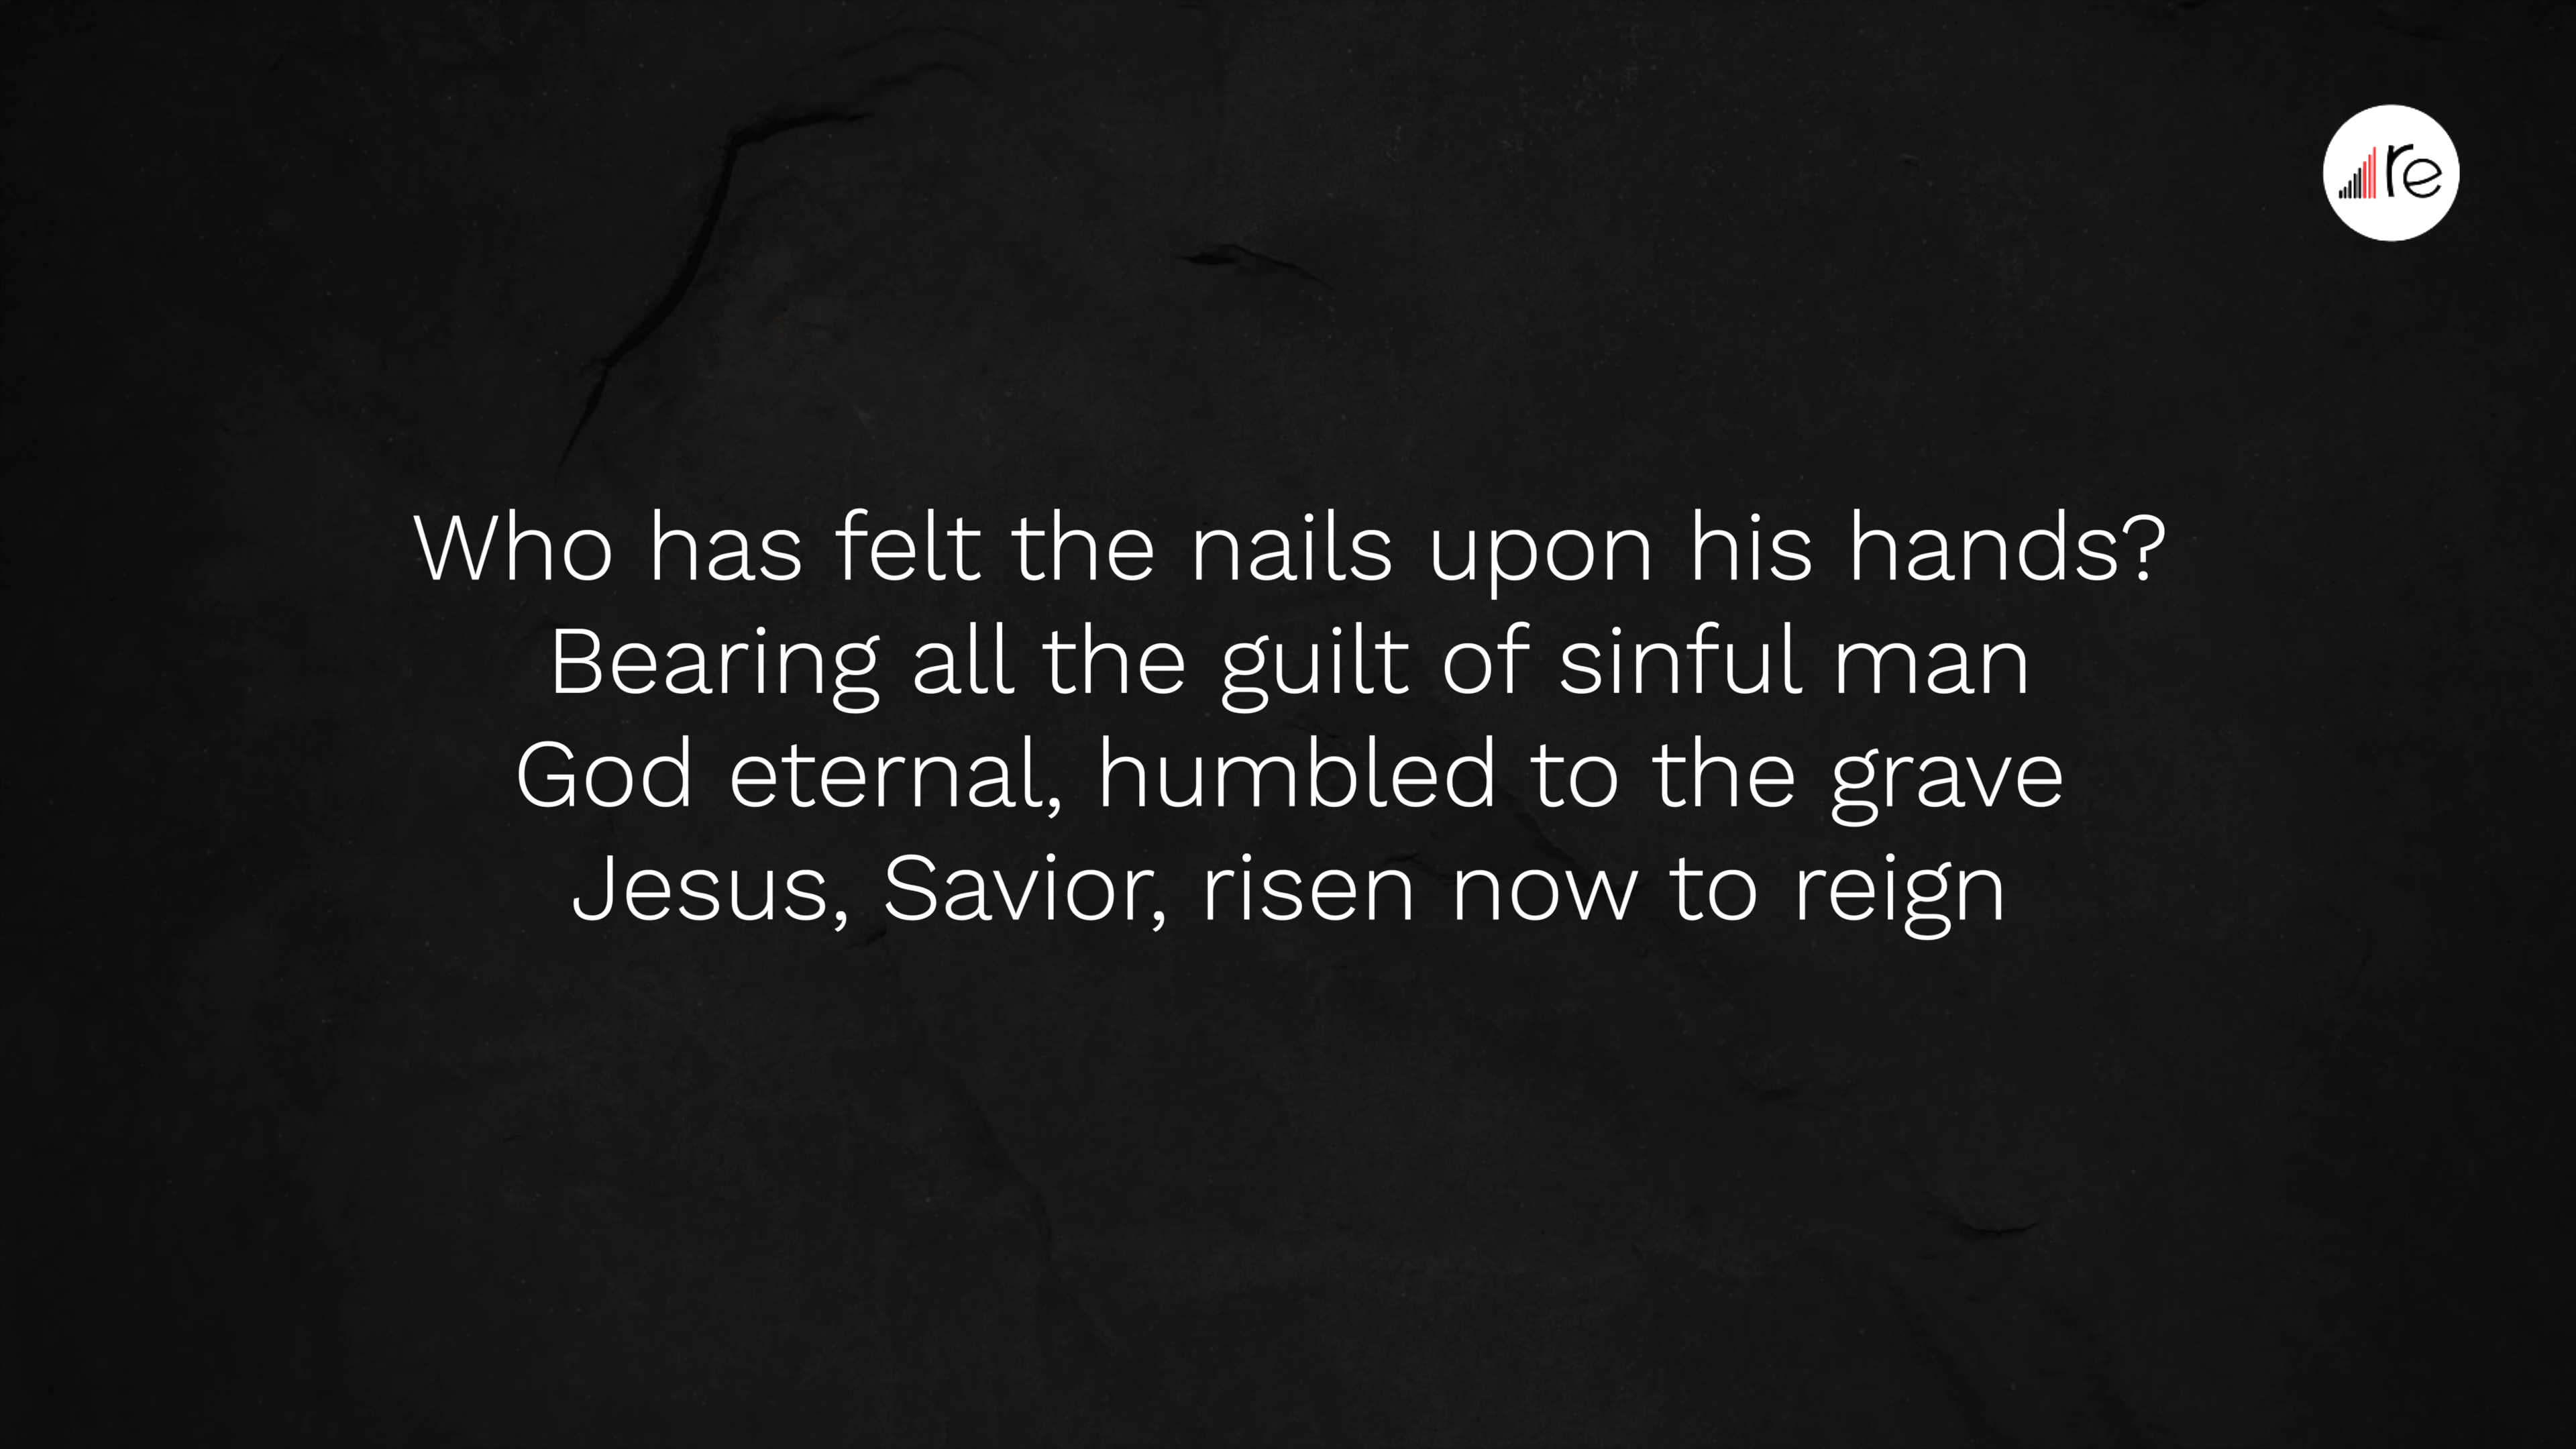 re
Who has felt the nails upon his hands?
Bearing all the guilt of sinful man
God eternal, humbled to the grave
Jesus, Savior, risen now to reign